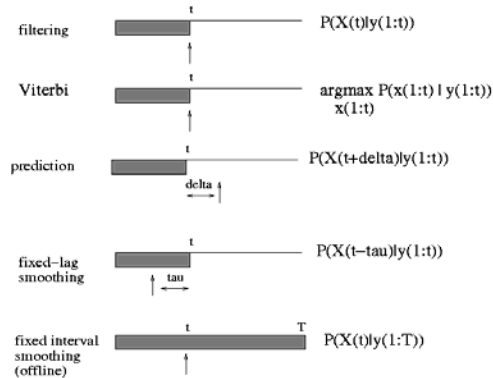 t
filtering P(X(t)|y(1:t))
t
Viterbi argmax P(x(1:t) | y(1:t))
x(1:t)
t
prediction P(X(t+delta)|y(1:t))
delta
t
fixed-lag smoothing P(X(t-tau)|y(1:t))
tau
t T
fixed interval P(X(t)|y(1:T))
smoothing
(offline)